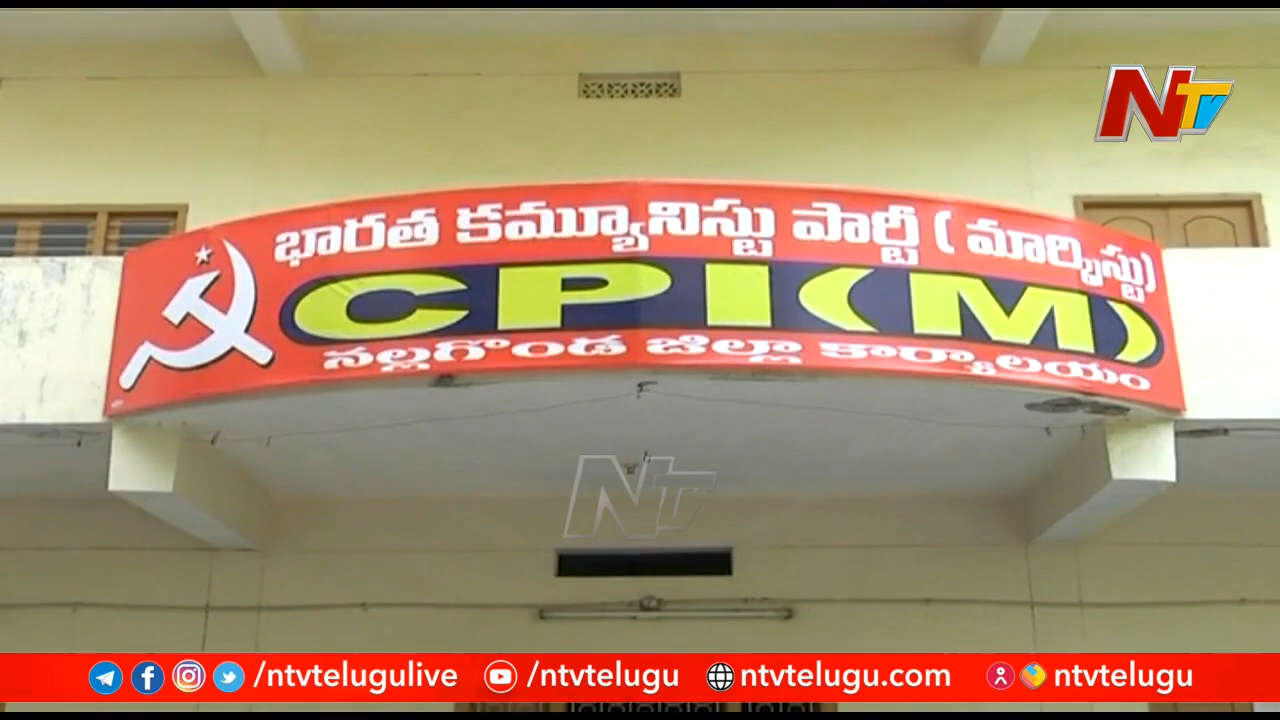 NTV
భారత కమ్యూనిస్టు పార్టీ ( మార్క్సిస్టు)
CPI(M)
నల్లగొండ జిల్లా కార్యాలయం
NTV
/ntvtelugulive /ntvtelugu ntvtelugu.com ntvtelugu